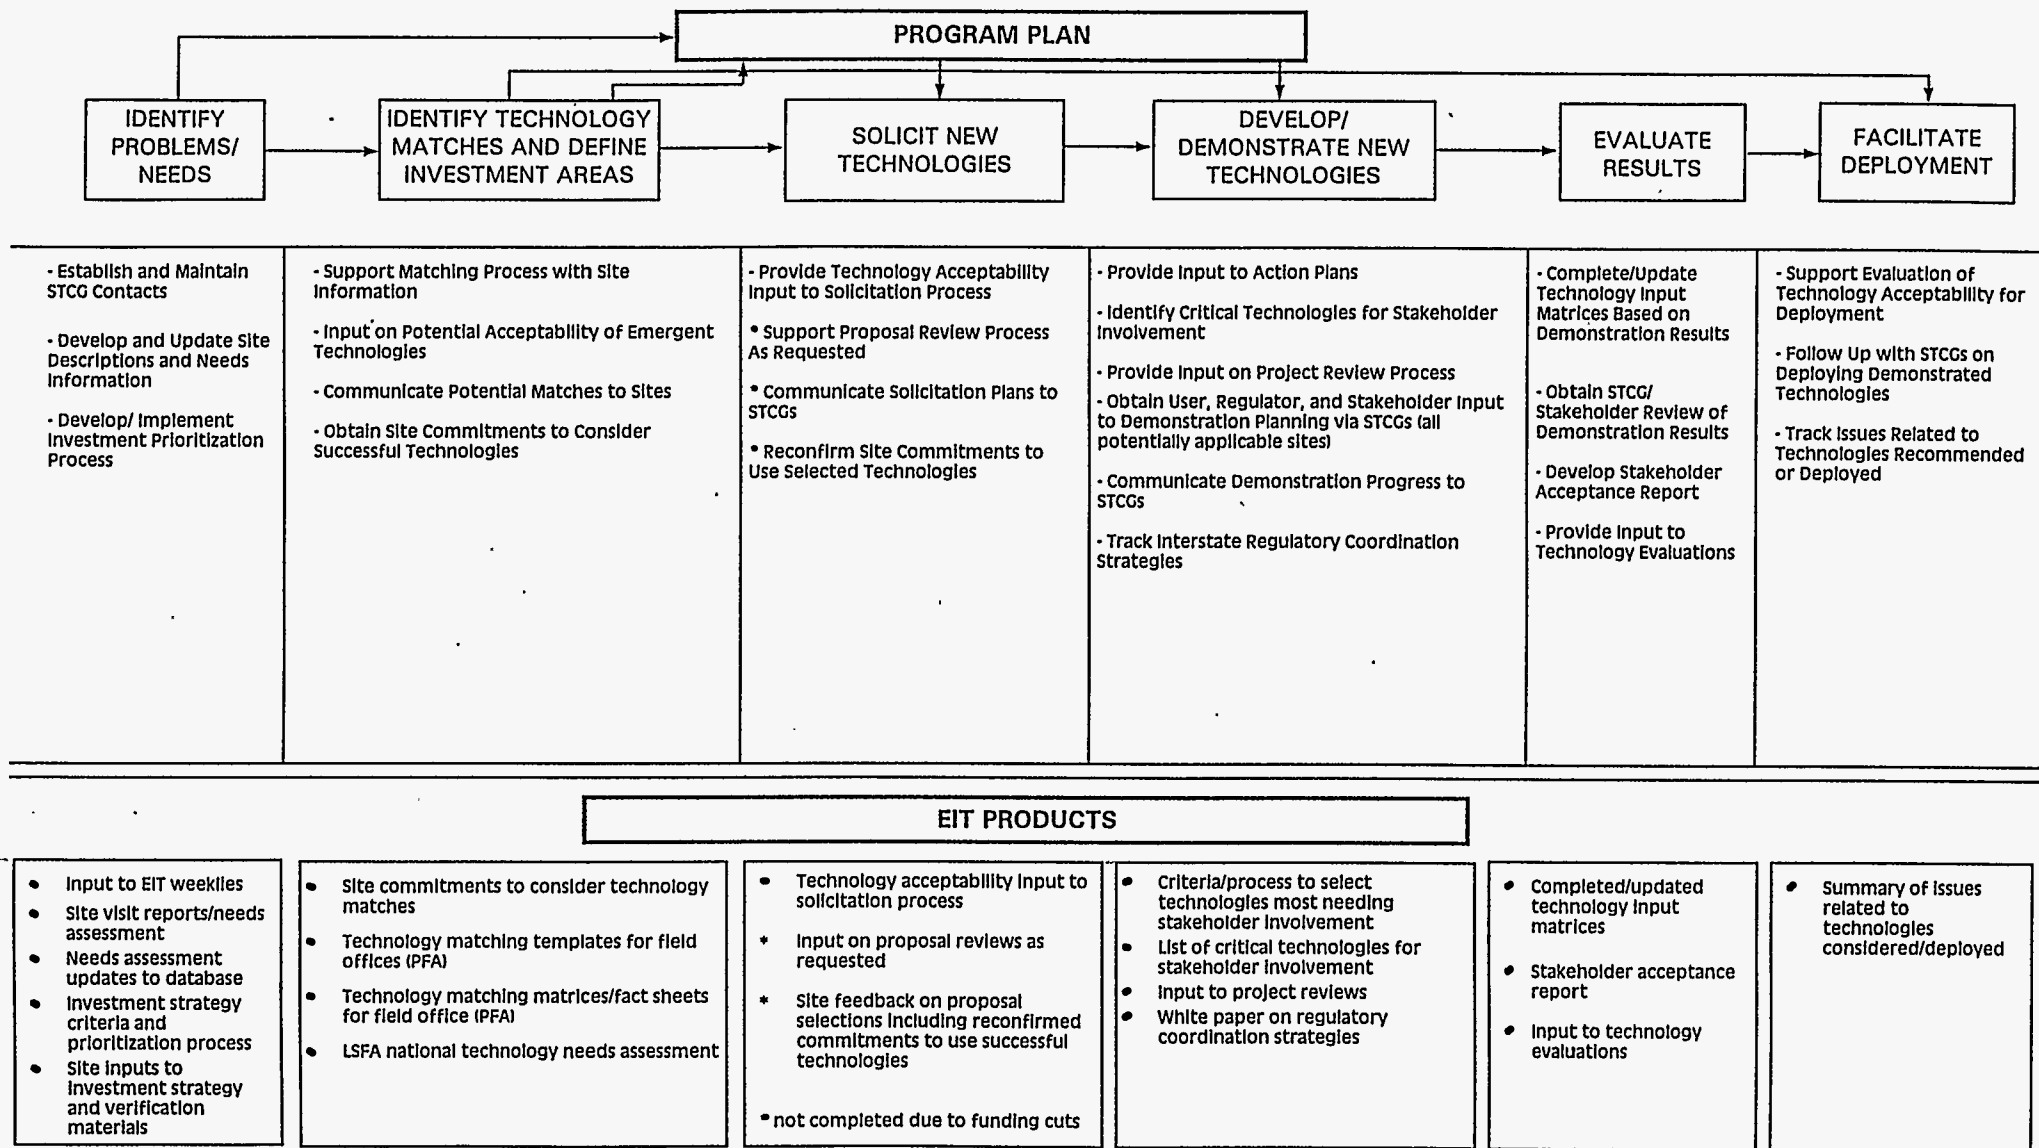 PROGRAM PLAN
IDENTIFY
PROBLEMS/
NEEDS
IDENTIFY TECHNOLOGY
MATCHES AND DEFINE
INVESTMENT AREAS
SOLICIT NEW
TECHNOLOGIES
DEVELOP/
DEMONSTRATE NEW
TECHNOLOGIES
EVALUATE
RESULTS
FACILITATE
DEPLOYMENT
- Establish and Maintain
STCG Contacts
- Develop and Update Site
Descriptions and Needs
Information
- Develop/ Implement
Investment Prioritization
Process
- Support Matching Process with Site
Information
- Input on Potential Acceptability of Emergent
Technologies
- Communicate Potential Matches to Sites
- Obtain Site Commitments to Consider
Successful Technologies
- Provide Technology Acceptability
Input to Solicitation Process
* Support Proposal Review Process
As Requested
* Communicate Solicitation Plans to
STCGs
* Reconfirm Site Commitments to
Use Selected Technologies
- Provide Input to Action Plans
- Identify Critical Technologies for Stakeholder
Involvement
- Provide Input on Project Review Process
- Obtain User, Regulator, and Stakeholder Input
to Demonstration Planning via STCGs (all
potentially applicable sites)
- Communicate Demonstration Progress to
STCGs
- Track Interstate Regulatory Coordination
Strategies
- Complete/Update
Technology Input
Matrices Based on
Demonstration Results
- Obtain STCG/
Stakeholder Review of
Demonstration Results
- Develop Stakeholder
Acceptance Report
- Provide Input to
Technology Evaluations
- Support Evaluation of
Technology Acceptability for
Deployment
- Follow Up with STCGs on
Deploying Demonstrated
Technologies
- Track Issues Related to
Technologies Recommended
or Deployed
EIT PRODUCTS
• Input to EIT weeklies
• Site visit reports/needs
assessment
• Needs assessment
updates to database
• Investment strategy
criteria and
prioritization process
• Site inputs to
investment strategy
and verification
materials
• Site commitments to consider technology
matches
• Technology matching templates for field
offices (PFA)
• Technology matching matrices/fact sheets
for field office (PFA)
• LSFA national technology needs assessment
• Technology acceptability input to
solicitation process
* Input on proposal reviews as
requested
* Site feedback on proposal
selections including reconfirmed
commitments to use successful
technologies
* not completed due to funding cuts
• Criteria/process to select
technologies most needing
stakeholder involvement
• List of critical technologies for
stakeholder involvement
• Input to project reviews
• White paper on regulatory
coordination strategies
• Completed/updated
technology input
matrices
• Stakeholder acceptance
report
• Input to technology
evaluations
• Summary of issues
related to
technologies
considered/deployed